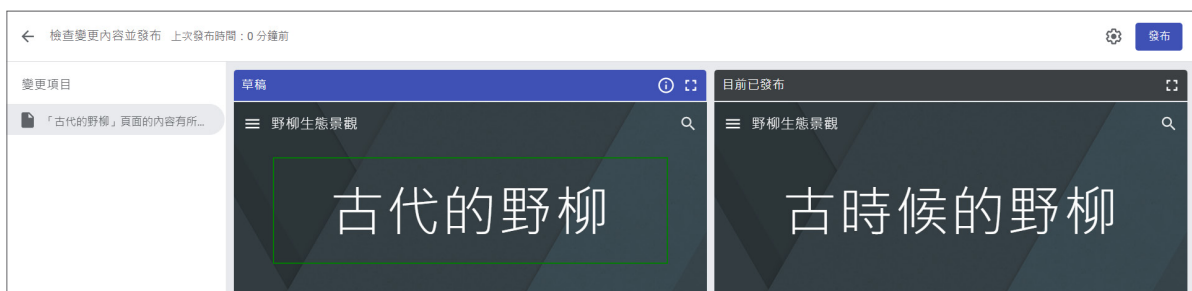 檢查變更內容並發布 上次發布時間：0 分鐘前
發布
變更項目
「古代的野柳」頁面的內容有所...
草稿
野柳生態景觀
古代的野柳
目前已發布
野柳生態景觀
古時候的野柳